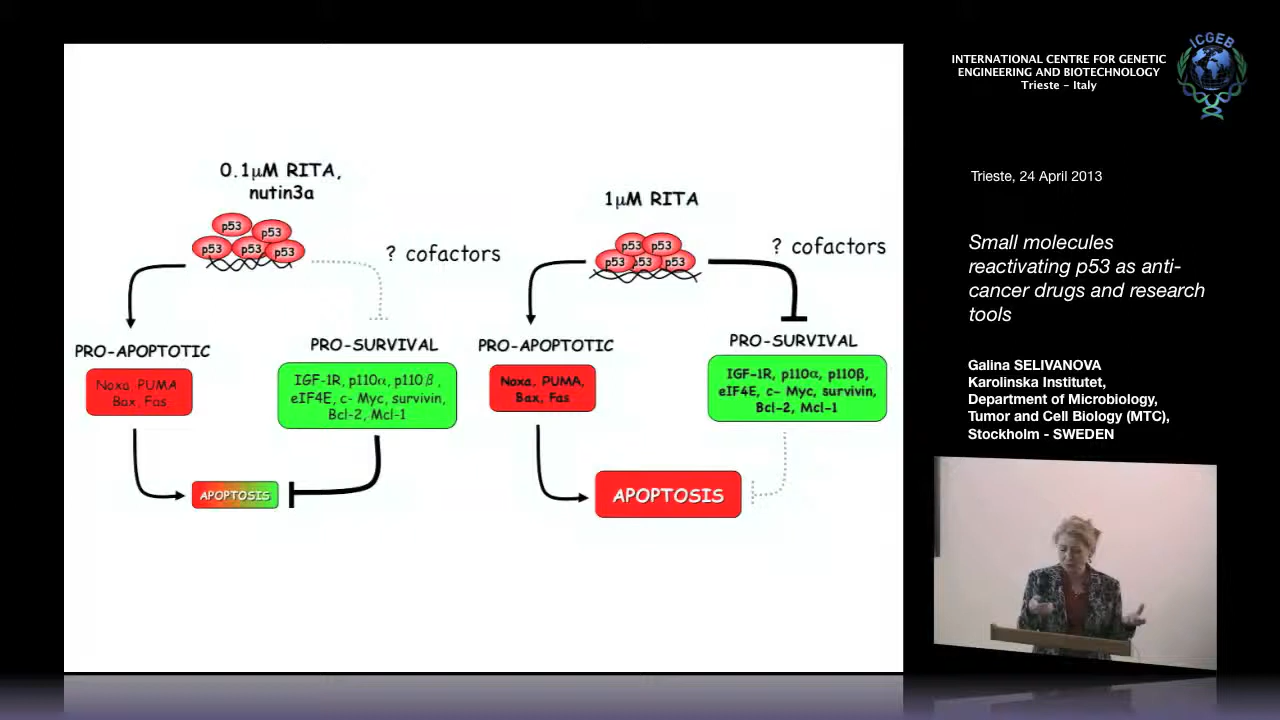 0.1μM RITA,
nutin3a
p53
p53
p53
p53
p53
? cofactors
PRO-APOPTOTIC
Noxa, PUMA
Bax, Fas
PRO-SURVIVAL
IGF-1R, p110α, p110β,
eIF4E, c- Myc, survivin,
Bcl-2, Mcl-1
APOPTOSIS
1μM RITA
p53
p53
p53
53
p53
? cofactors
PRO-APOPTOTIC
Noxa, PUMA,
Bax, Fas
PRO-SURVIVAL
IGF-1R, p110α, p110β,
eIF4E, c- Myc, survivin,
Bcl-2, Mcl-1
APOPTOSIS
INTERNATIONAL CENTRE FOR GENETIC
ENGINEERING AND BIOTECHNOLOGY
Trieste - Italy
ICGEB
Trieste, 24 April 2013
Small molecules
reactivating p53 as anti-
cancer drugs and research
tools
Galina SELIVANOVA
Karolinska Institutet,
Department of Microbiology,
Tumor and Cell Biology (MTC),
Stockholm - SWEDEN